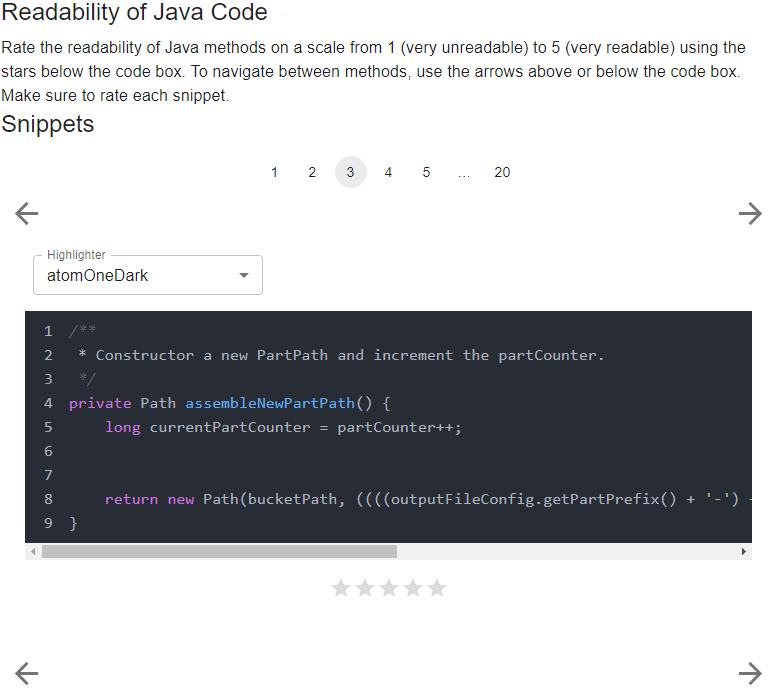 Readability of Java Code
Rate the readability of Java methods on a scale from 1 (very unreadable) to 5 (very readable) using the
stars below the code box. To navigate between methods, use the arrows above or below the code box.
Make sure to rate each snippet.
Snippets
1 2 3 4 5 ... 20
Highlighter
atomOneDark
1 /**
2  * Constructor a new PartPath and increment the partCounter.
3  */
4 private Path assembleNewPartPath() {
5     long currentPartCounter = partCounter++;
6
7
8     return new Path(bucketPath, ((((outputFileConfig.getPartPrefix() + '-') -
9 }